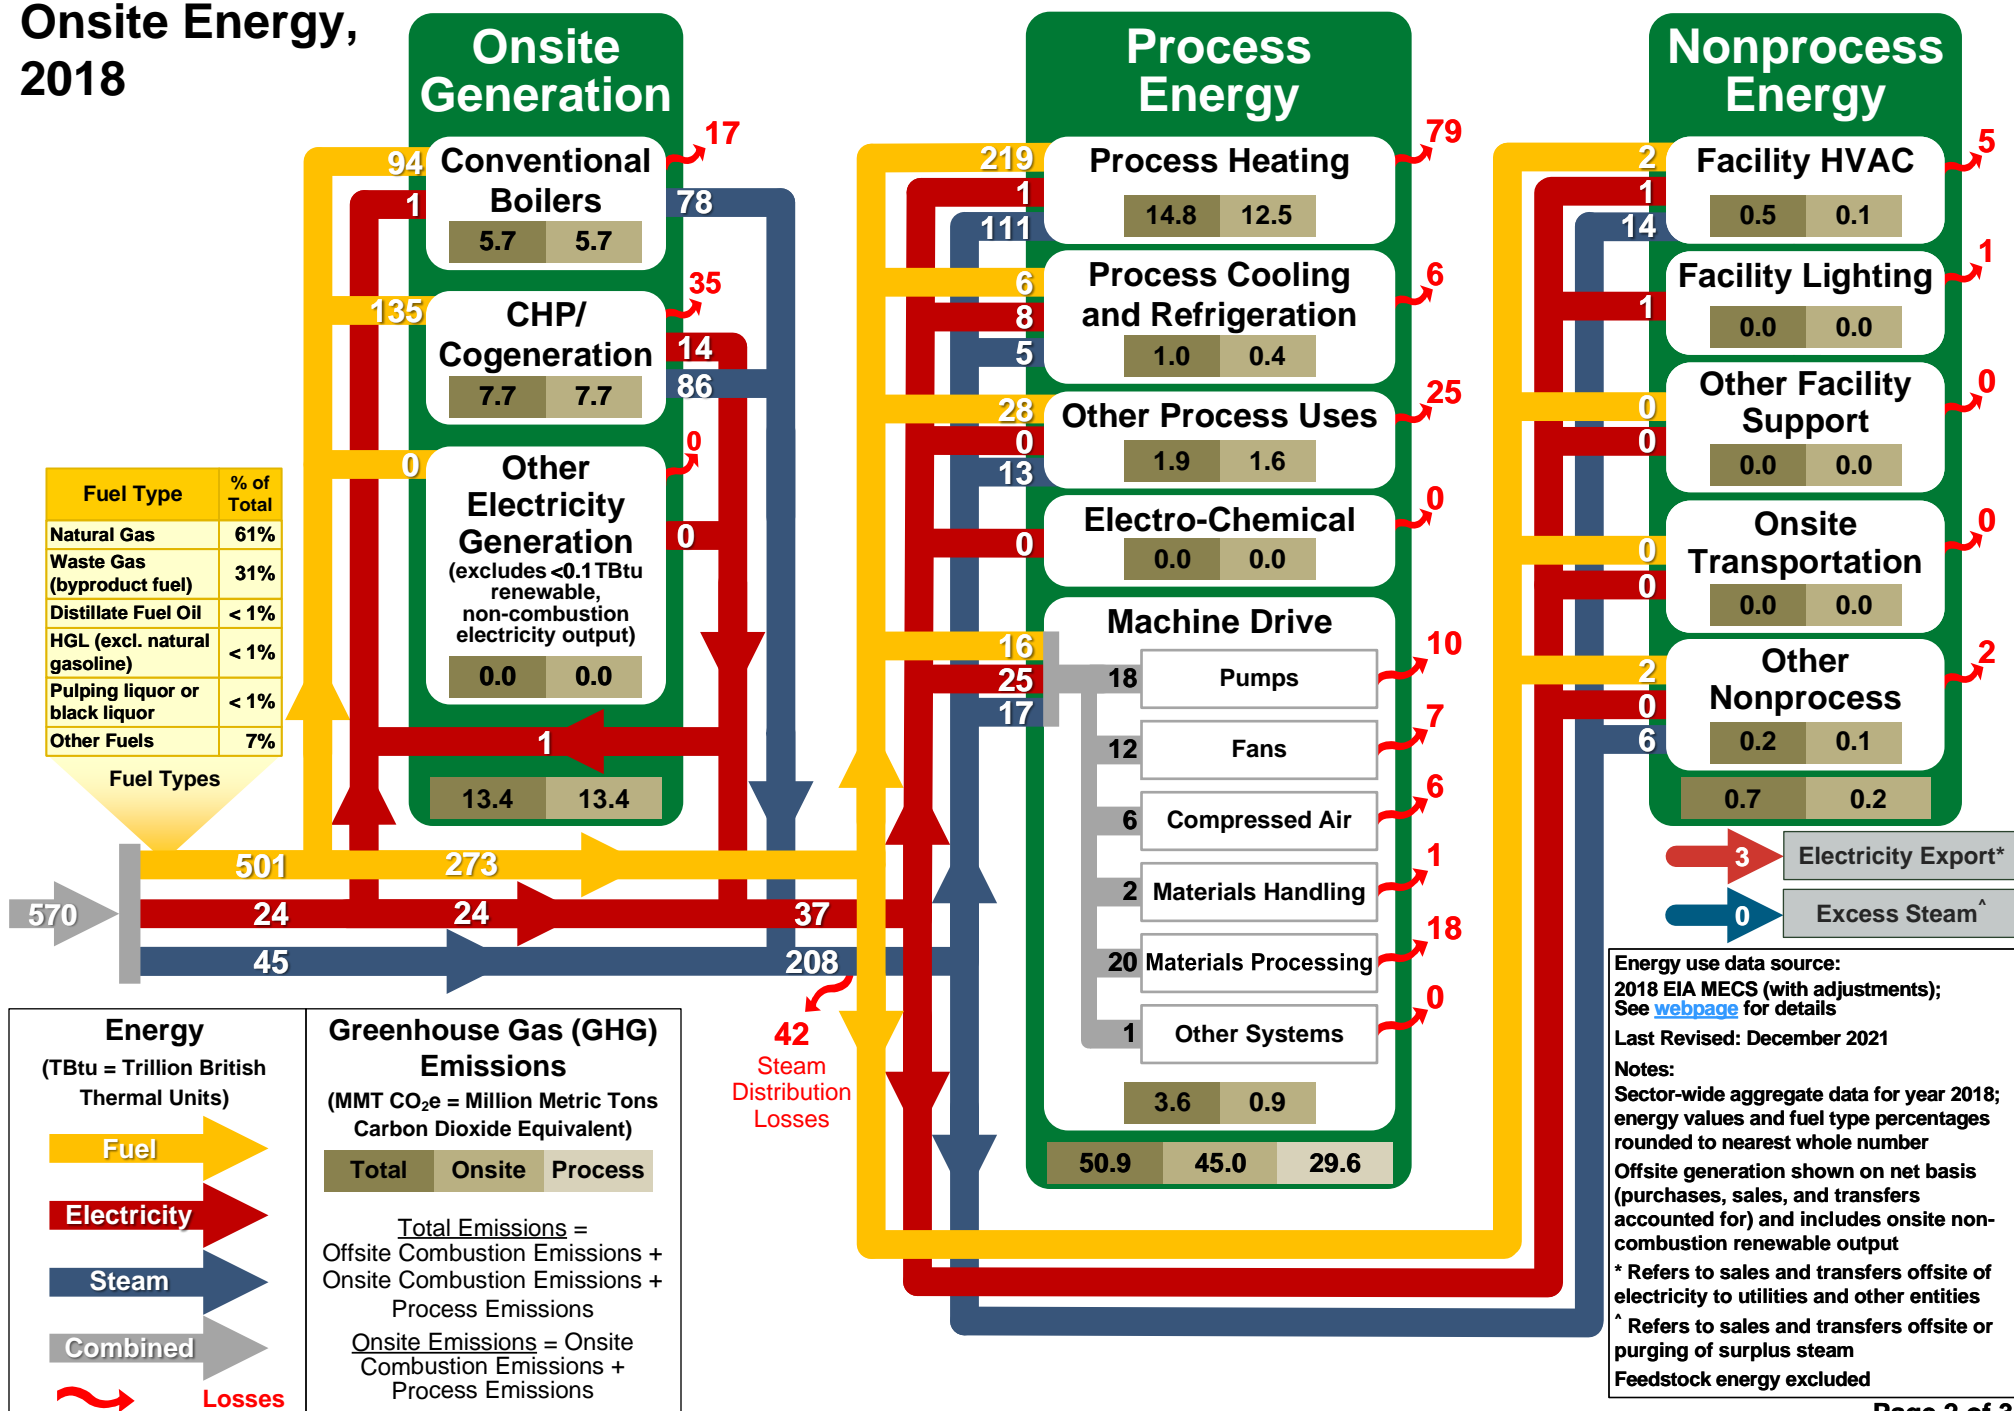 Onsite Energy,
2018
Onsite
Generation
94
1
Conventional
Boilers
5.7 5.7
17
78
135
CHP/
Cogeneration
7.7 7.7
35
14
86
0
Other
Electricity
Generation
(excludes <0.1 TBtu
renewable,
non-combustion
electricity output)
0.0 0.0
0
0
1
13.4 13.4
Fuel Type % of Total
Natural Gas 61%
Waste Gas
(byproduct fuel) 31%
Distillate Fuel Oil < 1%
HGL (excl. natural
gasoline) < 1%
Pulping liquor or
black liquor < 1%
Other Fuels 7%
Fuel Types
570
501 273
24 24 37
45 208
42
Steam
Distribution
Losses
Process
Energy
219
1
111
Process Heating
14.8 12.5
79
6
8
5
Process Cooling
and Refrigeration
1.0 0.4
6
28
0
13
Other Process Uses
1.9 1.6
25
0
Electro-Chemical
0.0 0.0
0
16
25
17
Machine Drive
18 Pumps 10
12 Fans 7
6 Compressed Air 6
2 Materials Handling 1
20 Materials Processing 18
1 Other Systems 0
3.6 0.9
50.9 45.0 29.6
Nonprocess
Energy
2
1
14
Facility HVAC
0.5 0.1
5
1
Facility Lighting
0.0 0.0
1
0
0
Other Facility
Support
0.0 0.0
0
0
0
Onsite
Transportation
0.0 0.0
0
2
0
6
Other
Nonprocess
0.2 0.1
2
0.7 0.2
3 Electricity Export*
0 Excess Steam^
Energy
(TBtu = Trillion British
Thermal Units)
Fuel
Electricity
Steam
Combined
Losses
Greenhouse Gas (GHG)
Emissions
(MMT CO₂e = Million Metric Tons
Carbon Dioxide Equivalent)
Total Onsite Process
Total Emissions =
Offsite Combustion Emissions +
Onsite Combustion Emissions +
Process Emissions
Onsite Emissions = Onsite
Combustion Emissions +
Process Emissions
Energy use data source:
2018 EIA MECS (with adjustments);
See webpage for details
Last Revised: December 2021
Notes:
Sector-wide aggregate data for year 2018;
energy values and fuel type percentages
rounded to nearest whole number
Offsite generation shown on net basis
(purchases, sales, and transfers
accounted for) and includes onsite non-
combustion renewable output
* Refers to sales and transfers offsite of
electricity to utilities and other entities
^ Refers to sales and transfers offsite or
purging of surplus steam
Feedstock energy excluded
Page 2 of 3